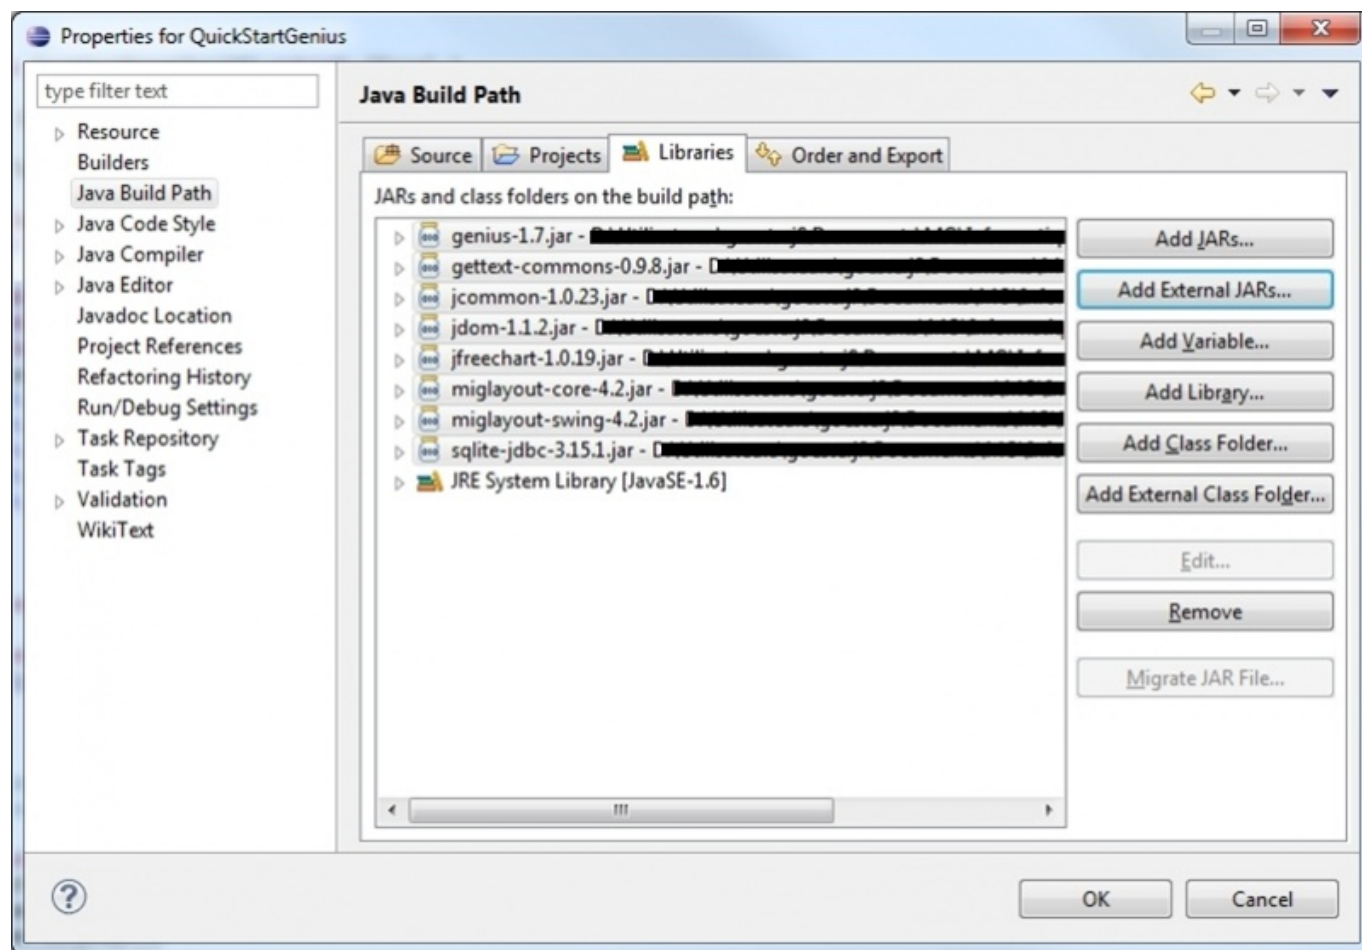 Properties for QuickStartGenius
type filter text
Resource
Builders
Java Build Path
Java Code Style
Java Compiler
Java Editor
Javadoc Location
Project References
Refactoring History
Run/Debug Settings
Task Repository
Task Tags
Validation
WikiText
Java Build Path
Source Projects Libraries Order and Export
JARs and class folders on the build path:
genius-1.7.jar -
gettext-commons-0.9.8.jar -
jcommon-1.0.23.jar -
jdom-1.1.2.jar -
jfreechart-1.0.19.jar -
miglayout-core-4.2.jar -
miglayout-swing-4.2.jar -
sqlite-jdbc-3.15.1.jar -
JRE System Library [JavaSE-1.6]
Add JARs...
Add External JARs...
Add Variable...
Add Library...
Add Class Folder...
Add External Class Folder...
Edit...
Remove
Migrate JAR File...
OK Cancel